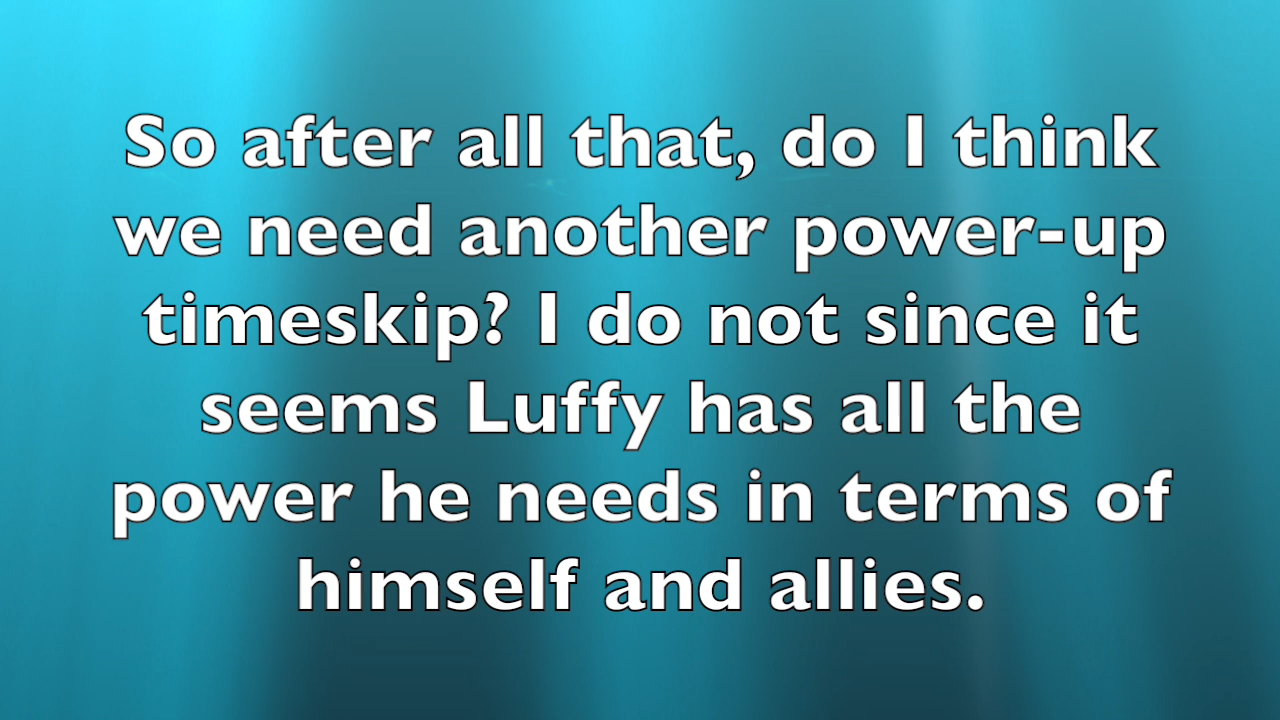 So after all that, do I think
we need another power-up
timeskip? I do not since it
seems Luffy has all the
power he needs in terms of
himself and allies.